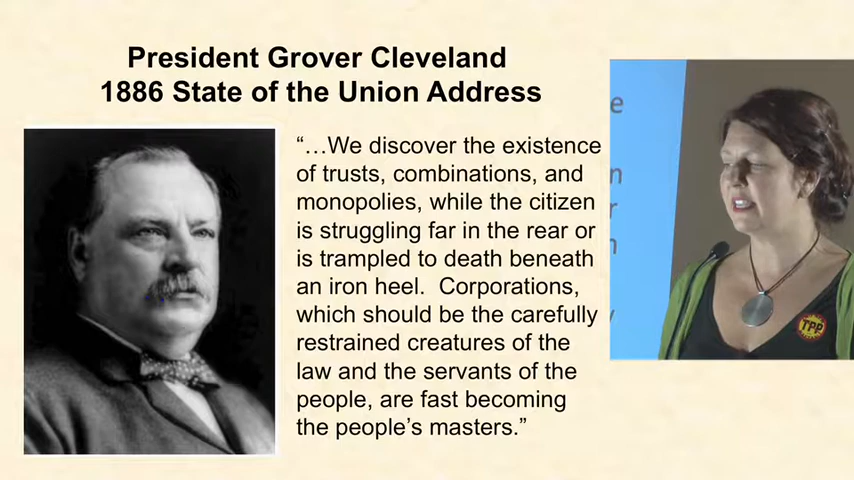 President Grover Cleveland
1886 State of the Union Address
“…We discover the existence
of trusts, combinations, and
monopolies, while the citizen
is struggling far in the rear or
is trampled to death beneath
an iron heel.  Corporations,
which should be the carefully
restrained creatures of the
law and the servants of the
people, are fast becoming
the people’s masters.”
e
n
r
n
y
TPP